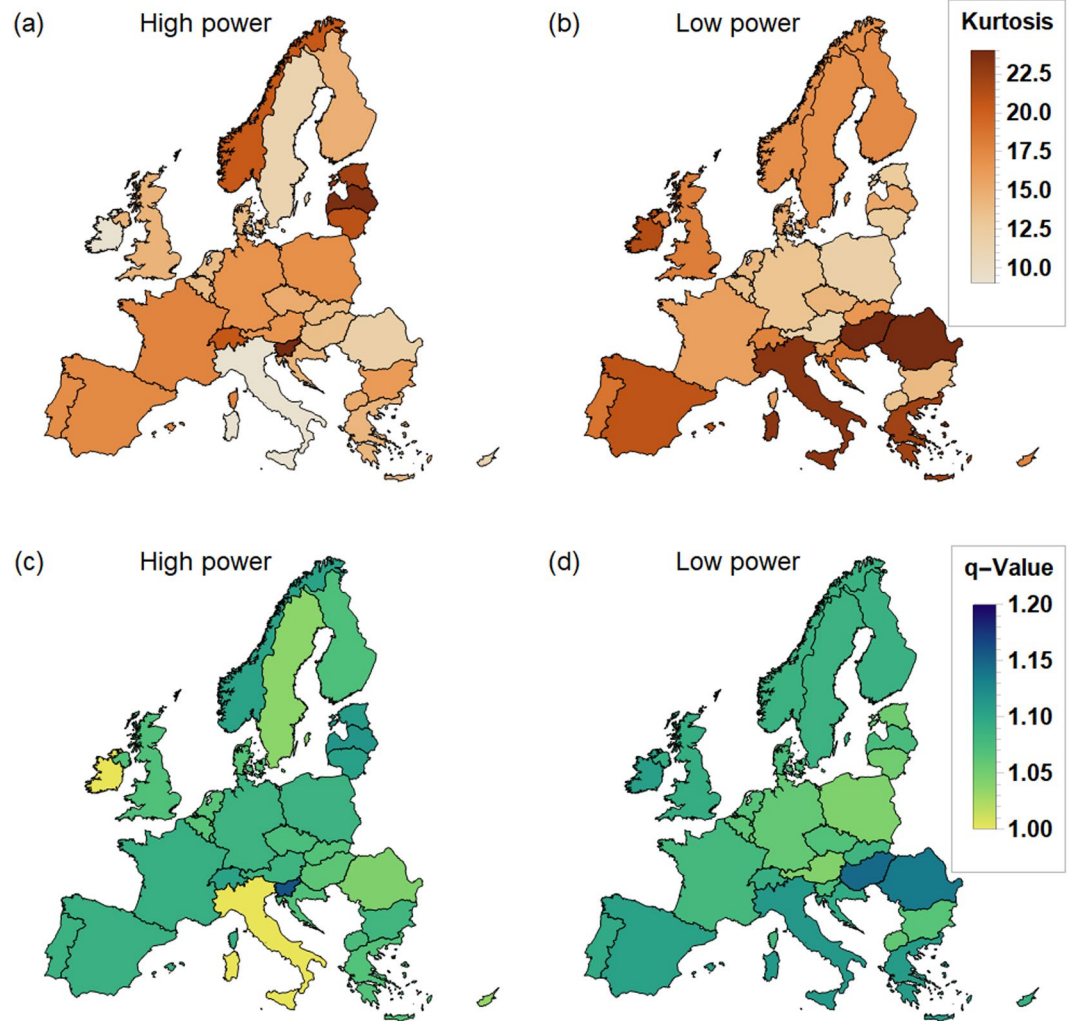 (a) High power
(b) Low power
Kurtosis
22.5
20.0
17.5
15.0
12.5
10.0
(c) High power
(d) Low power
q–Value
1.20
1.15
1.10
1.05
1.00